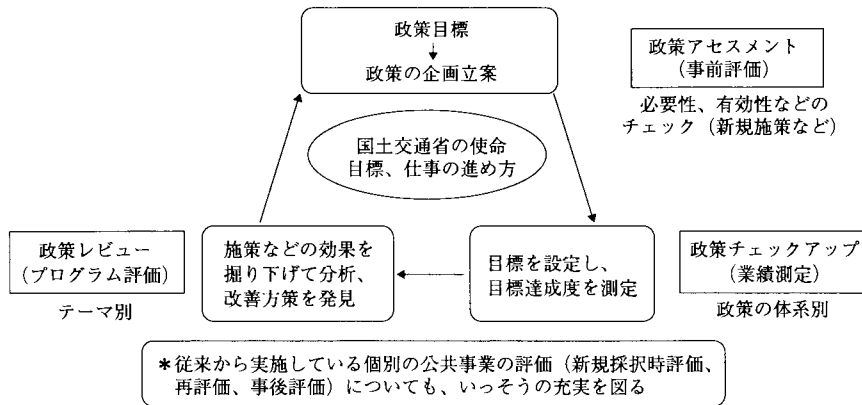 政策目標
政策の企画立案
政策アセスメント
（事前評価）
必要性、有効性などの
チェック（新規施策など）
国土交通省の使命
目標、仕事の進め方
政策レビュー
（プログラム評価）
テーマ別
施策などの効果を
掘り下げて分析、
改善方策を発見
目標を設定し、
目標達成度を測定
政策チェックアップ
（業績測定）
政策の体系別
＊従来から実施している個別の公共事業の評価（新規採択時評価、
再評価、事後評価）についても、いっそうの充実を図る